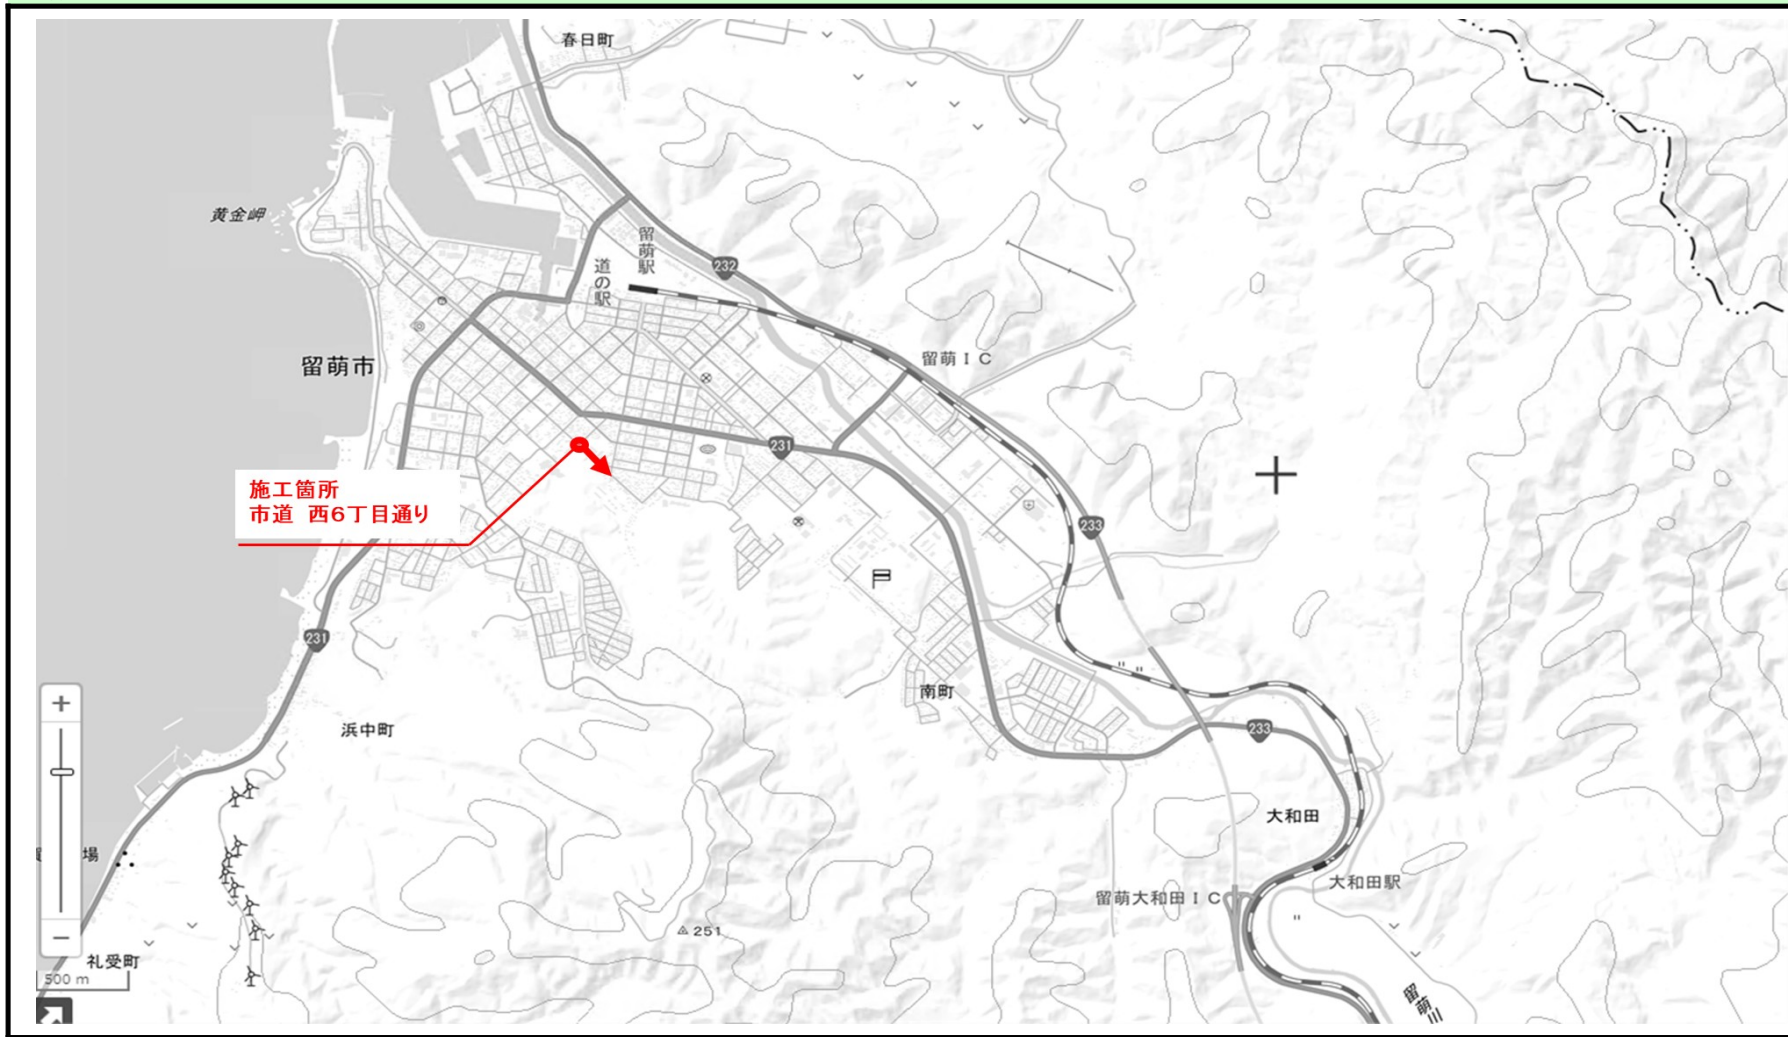 春日町
黄金岬
留萌駅
道の駅
232
留萌市
留萌IC
231
施工箇所
市道 西6丁目通り
233
231
南町
浜中町
233
大和田
場
大和田駅
留萌大和田IC
251
礼受町
500 m
留萌川